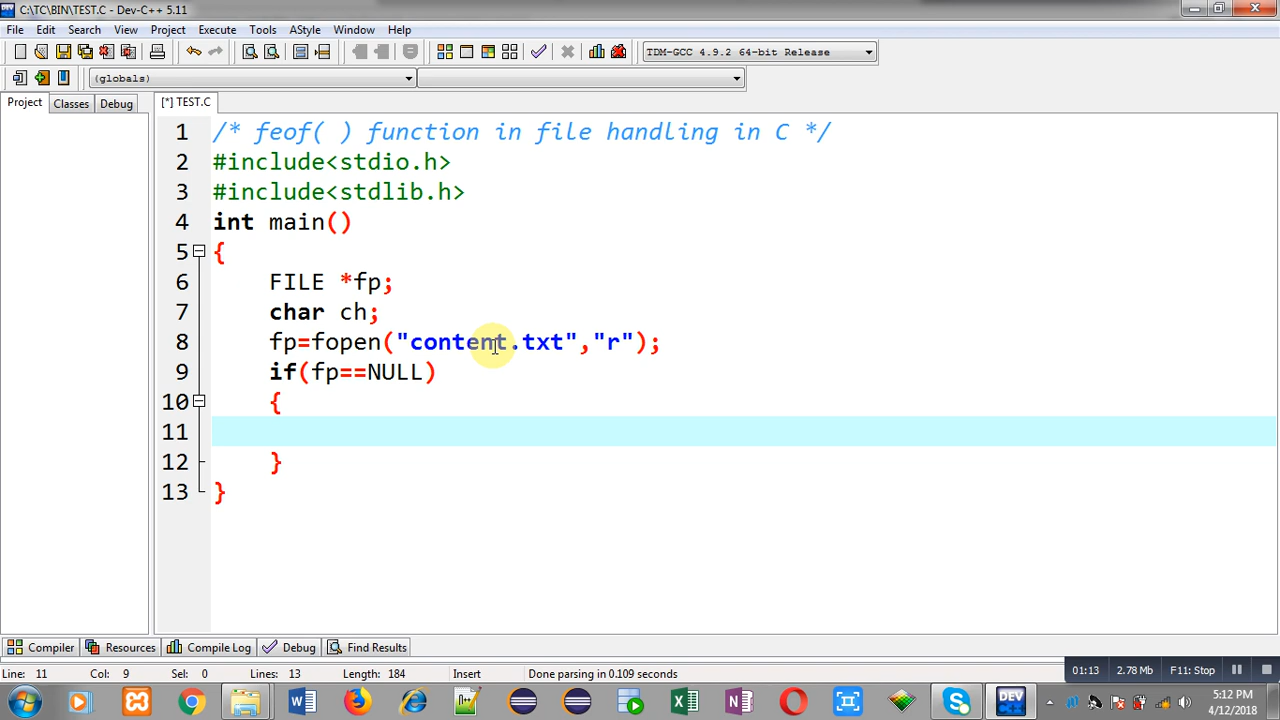 C:\TC\BIN\TEST.C - Dev-C++ 5.11
File Edit Search View Project Execute Tools AStyle Window Help
TDM-GCC 4.9.2 64-bit Release
(globals)
Project Classes Debug [*] TEST.C
1 /* feof( ) function in file handling in C */
2 #include<stdio.h>
3 #include<stdlib.h>
4 int main()
5 {
6 FILE *fp;
7 char ch;
8 fp=fopen("content.txt","r");
9 if(fp==NULL)
10 {
11
12 }
13 }
Compiler Resources Compile Log Debug Find Results
Line: 11 Col: 9 Sel: 0 Lines: 13 Length: 184 Insert Done parsing in 0.109 seconds
01:13 2.78 Mb F11: Stop
DEV C++
5:12 PM
4/12/2018